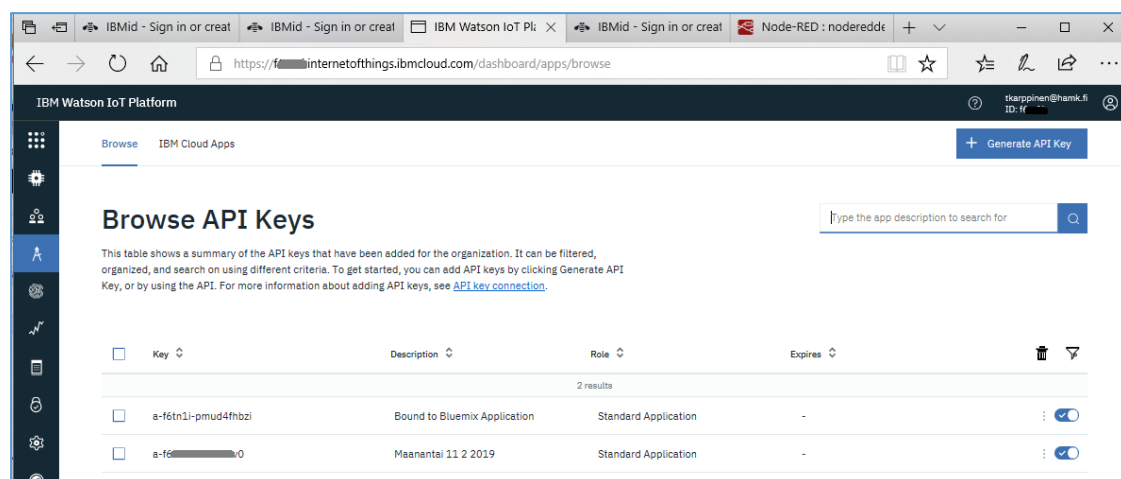 IBMid - Sign in or creat
IBMid - Sign in or creat
IBM Watson IoT Pla
IBMid - Sign in or creat
Node-RED : noderedde
https://f internetofthings.ibmcloud.com/dashboard/apps/browse
IBM Watson IoT Platform
tkarppinen@hamk.fi
ID: f
Browse IBM Cloud Apps
+ Generate API Key
Browse API Keys
Type the app description to search for
This table shows a summary of the API keys that have been added for the organization. It can be filtered,
organized, and search on using different criteria. To get started, you can add API keys by clicking Generate API
Key, or by using the API. For more information about adding API keys, see API key connection.
Key Description Role Expires
2 results
a-f6tn1i-pmud4fhbzi Bound to Bluemix Application Standard Application -
a-f6 0 Maanantai 11 2 2019 Standard Application -